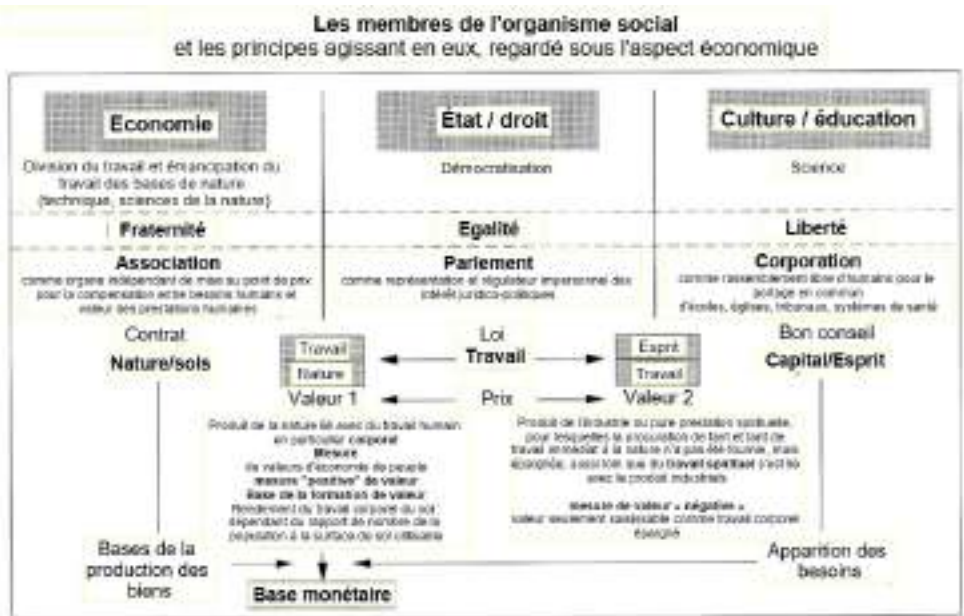 Les membres de l'organisme social
et les principes agissant en eux, regardé sous l'aspect économique
Economie
État / droit
Culture / éducation
Division du travail et émancipation du
travail des bases de nature
(technique, sciences de la nature)
Démocratisation
Science
Fraternité
Egalité
Liberté
Association
comme organe indépendant de mise au point de prix
pour la compensation entre besoins humains et
valeur des prestations humaines
Parlement
comme représentation et régulateur impersonnel des
intérêt juridico-politiques
Corporation
comme rassemblement libre d'humains pour le
portage en commun
d'écoles, églises, tribunaux, systèmes de santé
Contrat
Nature/sols
Travail
Nature
Valeur 1
Loi
Travail
Prix
Esprit
Travail
Valeur 2
Bon conseil
Capital/Esprit
Produit de la nature lié avec du travail humain
en particulier corporel
Mesure
de valeurs d'économie de peuple
mesure "positive" de valeur
Base de la formation de valeur
Rendement du travail corporel du sol
dépendant du rapport de nombre de la
population à la surface de sol utilisable
Produit de l'industrie ou pure prestation spirituelle,
pour lesquelles la procuration de tant et tant de
travail immédiat à la nature n'a pas été fournie, mais
épargnée, aussi loin que du travail spirituel s'est lié
avec le produit industriel
mesure de valeur « négative »
valeur seulement saisissable comme travail corporel
épargné
Bases de la
production des
biens
Base monétaire
Apparition des
besoins